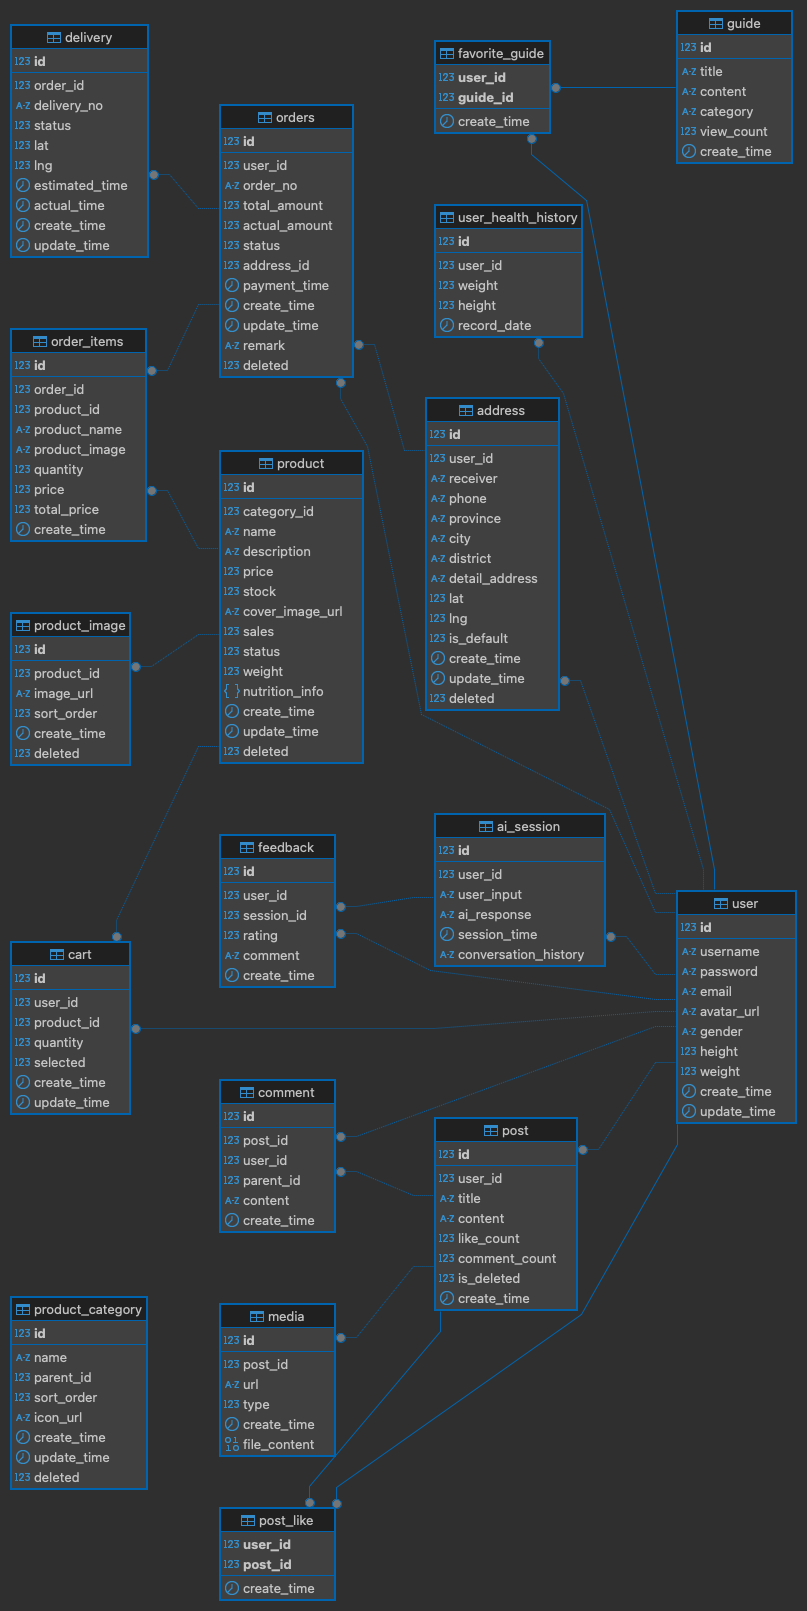 delivery
123 id
123 order_id
A-Z delivery_no
123 status
123 lat
123 lng
estimated_time
actual_time
create_time
update_time
orders
123 id
123 user_id
A-Z order_no
123 total_amount
123 actual_amount
123 status
123 address_id
payment_time
create_time
update_time
A-Z remark
123 deleted
favorite_guide
123 user_id
123 guide_id
create_time
guide
123 id
A-Z title
A-Z content
A-Z category
123 view_count
create_time
user_health_history
123 id
123 user_id
123 weight
123 height
record_date
order_items
123 id
123 order_id
123 product_id
A-Z product_name
A-Z product_image
123 quantity
123 price
123 total_price
create_time
product
123 id
123 category_id
A-Z name
A-Z description
123 price
123 stock
A-Z cover_image_url
123 sales
123 status
123 weight
{ } nutrition_info
create_time
update_time
123 deleted
address
123 id
123 user_id
A-Z receiver
A-Z phone
A-Z province
A-Z city
A-Z district
A-Z detail_address
123 lat
123 lng
123 is_default
create_time
update_time
123 deleted
product_image
123 id
123 product_id
A-Z image_url
123 sort_order
create_time
123 deleted
feedback
123 id
123 user_id
123 session_id
123 rating
A-Z comment
create_time
ai_session
123 id
123 user_id
A-Z user_input
A-Z ai_response
session_time
A-Z conversation_history
user
123 id
A-Z username
A-Z password
A-Z email
A-Z avatar_url
123 gender
123 height
123 weight
create_time
update_time
cart
123 id
123 user_id
123 product_id
123 quantity
123 selected
create_time
update_time
comment
123 id
123 post_id
123 user_id
123 parent_id
A-Z content
create_time
post
123 id
123 user_id
A-Z title
A-Z content
123 like_count
123 comment_count
123 is_deleted
create_time
product_category
123 id
A-Z name
123 parent_id
123 sort_order
A-Z icon_url
create_time
update_time
123 deleted
media
123 id
123 post_id
A-Z url
123 type
create_time
01 10 file_content
post_like
123 user_id
123 post_id
create_time